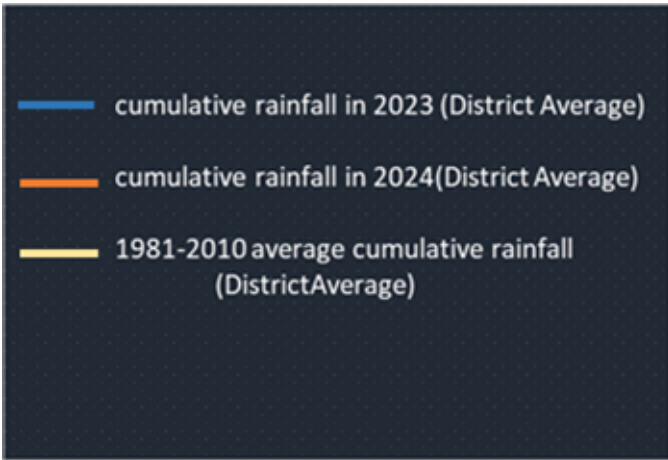 cumulative rainfall in 2023 (District Average)
cumulative rainfall in 2024(District Average)
1981-2010 average cumulative rainfall
(DistrictAverage)